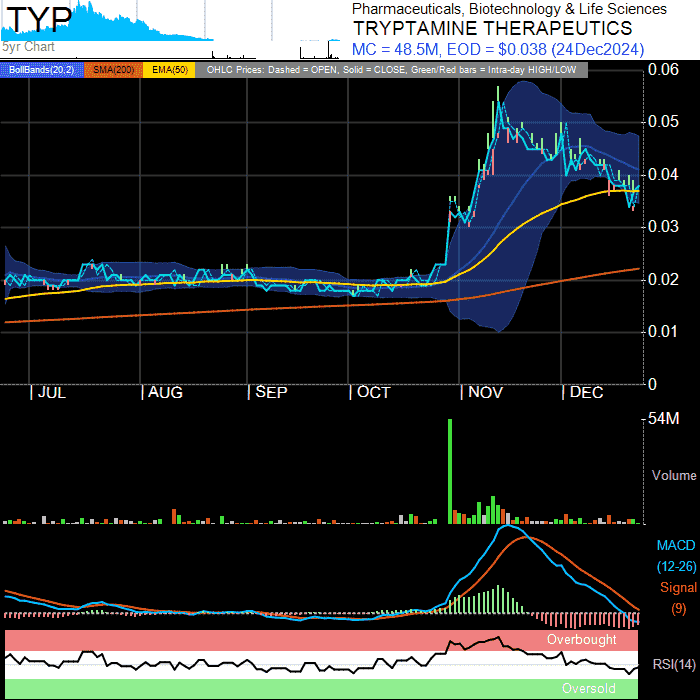 TYP
5yr Chart
Pharmaceuticals, Biotechnology & Life Sciences
TRYPTAMINE THERAPEUTICS
MC = 48.5M, EOD = $0.038 (24Dec2024)
BollBands(20,2) SMA(200) EMA(50) OHLC Prices: Dashed = OPEN, Solid = CLOSE, Green/Red bars = Intra-day HIGH/LOW
0.06
0.05
0.04
0.03
0.02
0.01
0
| JUL | AUG | SEP | OCT | NOV | DEC
54M
Volume
MACD
(12-26)
Signal
(9)
Overbought
RSI(14)
Oversold